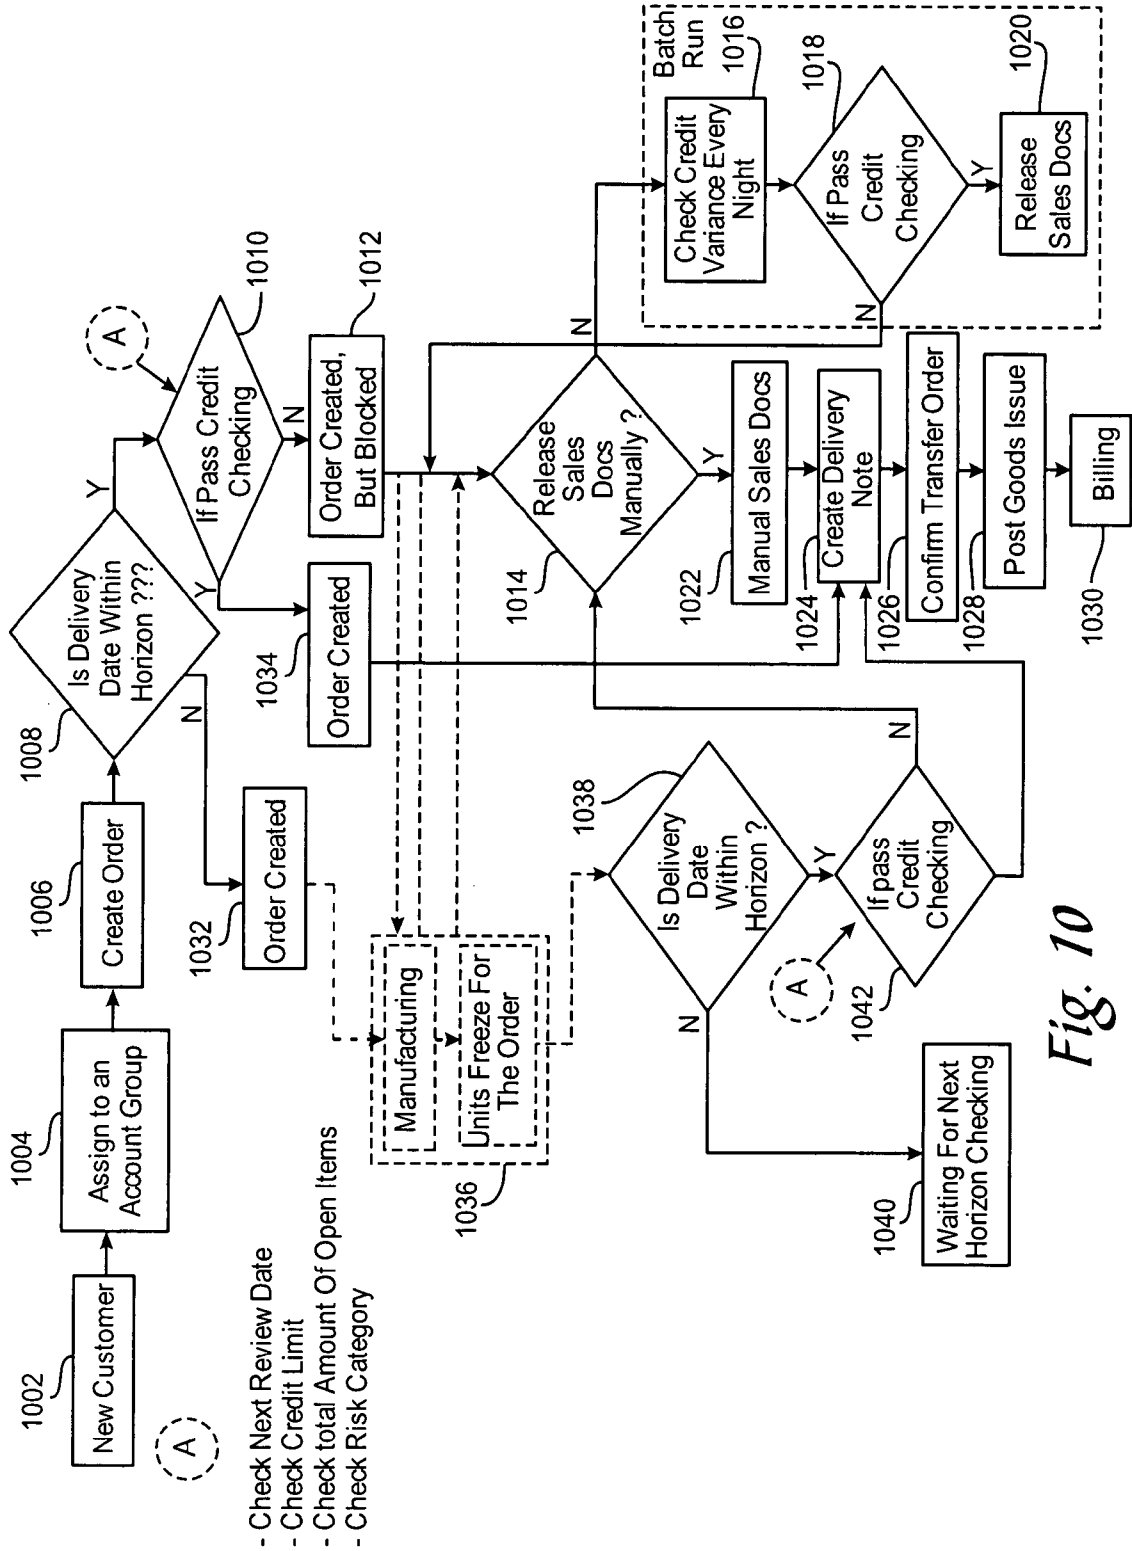 1002
New Customer
1004
Assign to an
Account Group
1006
Create Order
1008
Is Delivery
Date Within
Horizon ???
Y
N
A
1010
If Pass Credit
Checking
Y
N
1012
Order Created,
But Blocked
1032
Order Created
1034
Order Created
A
- Check Next Review Date
- Check Credit Limit
- Check total Amount Of Open Items
- Check Risk Category
1036
Manufacturing
Units Freeze For
The Order
1014
Release
Sales
Docs
Manually ?
N
Y
Batch
Run
1016
Check Credit
Variance Every
Night
1018
If Pass
Credit
Checking
N
Y
1020
Release
Sales Docs
1022
Manual Sales Docs
1024
Create Delivery
Note
1026
Confirm Transfer Order
1028
Post Goods Issue
1030
Billing
1038
Is Delivery
Date
Within
Horizon ?
N
Y
1040
Waiting For Next
Horizon Checking
A
1042
If pass
Credit
Checking
N
Fig. 10